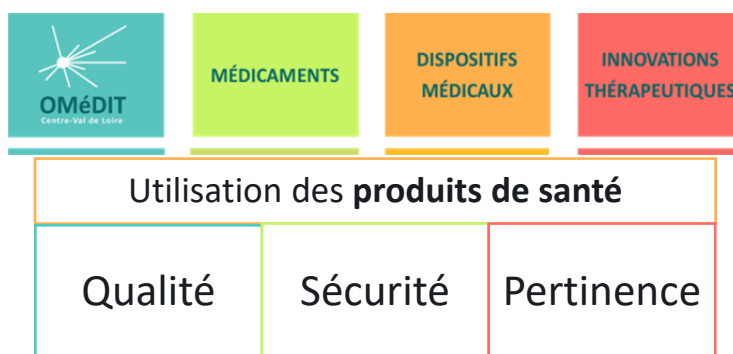 OMéDIT
Centre-Val de Loire
MÉDICAMENTS
DISPOSITIFS
MÉDICAUX
INNOVATIONS
THÉRAPEUTIQUES
Utilisation des produits de santé
Qualité
Sécurité
Pertinence